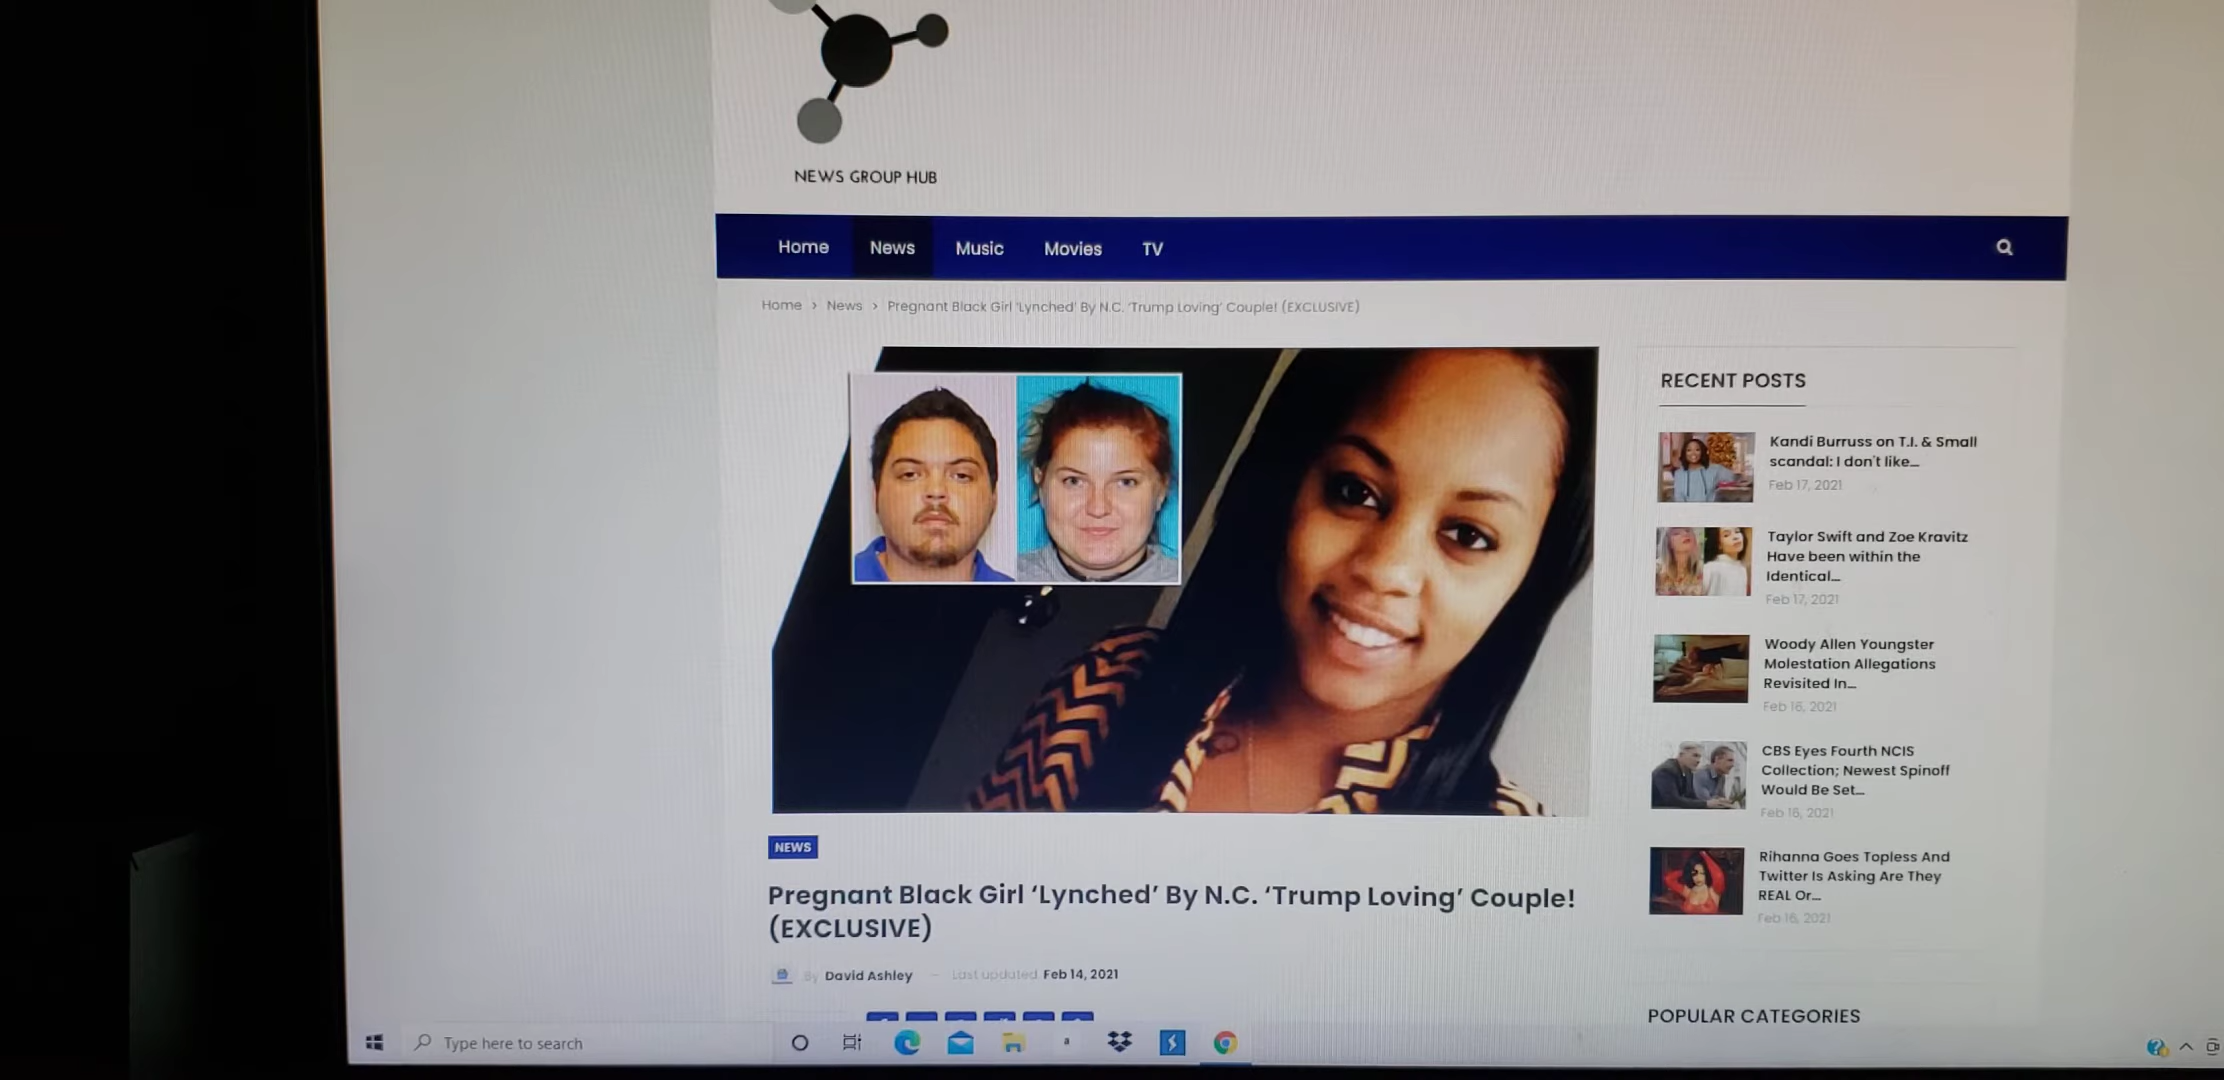 NEWS GROUP HUB
Home News Music Movies TV
Home > News > Pregnant Black Girl 'Lynched' By N.C. 'Trump Loving' Couple! (EXCLUSIVE)
NEWS
Pregnant Black Girl ‘Lynched’ By N.C. ‘Trump Loving’ Couple!
(EXCLUSIVE)
By David Ashley — Last updated Feb 14, 2021
RECENT POSTS
Kandi Burruss on T.I. & Small
scandal: I don't like…
Feb 17, 2021
Taylor Swift and Zoe Kravitz
Have been within the
Identical…
Feb 17, 2021
Woody Allen Youngster
Molestation Allegations
Revisited In…
Feb 16, 2021
CBS Eyes Fourth NCIS
Collection; Newest Spinoff
Would Be Set…
Feb 16, 2021
Rihanna Goes Topless And
Twitter Is Asking Are They
REAL Or…
Feb 16, 2021
POPULAR CATEGORIES
Type here to search
a